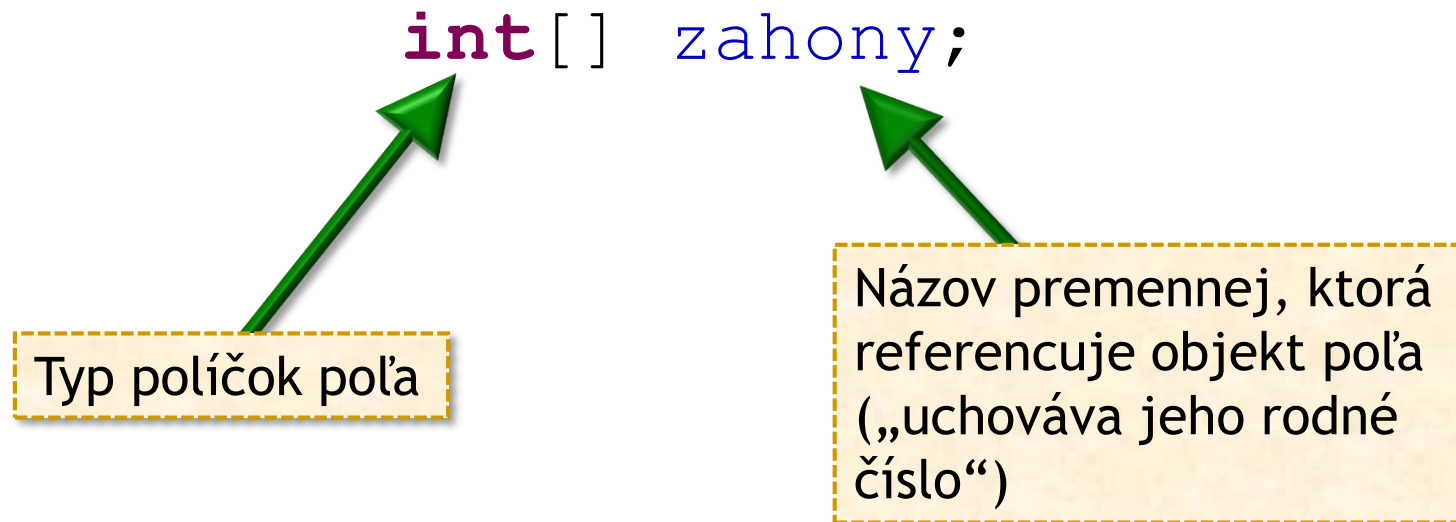 int[] zahony;
Typ políčok poľa
Názov premennej, ktorá
referencuje objekt poľa
(„uchováva jeho rodné
číslo“)